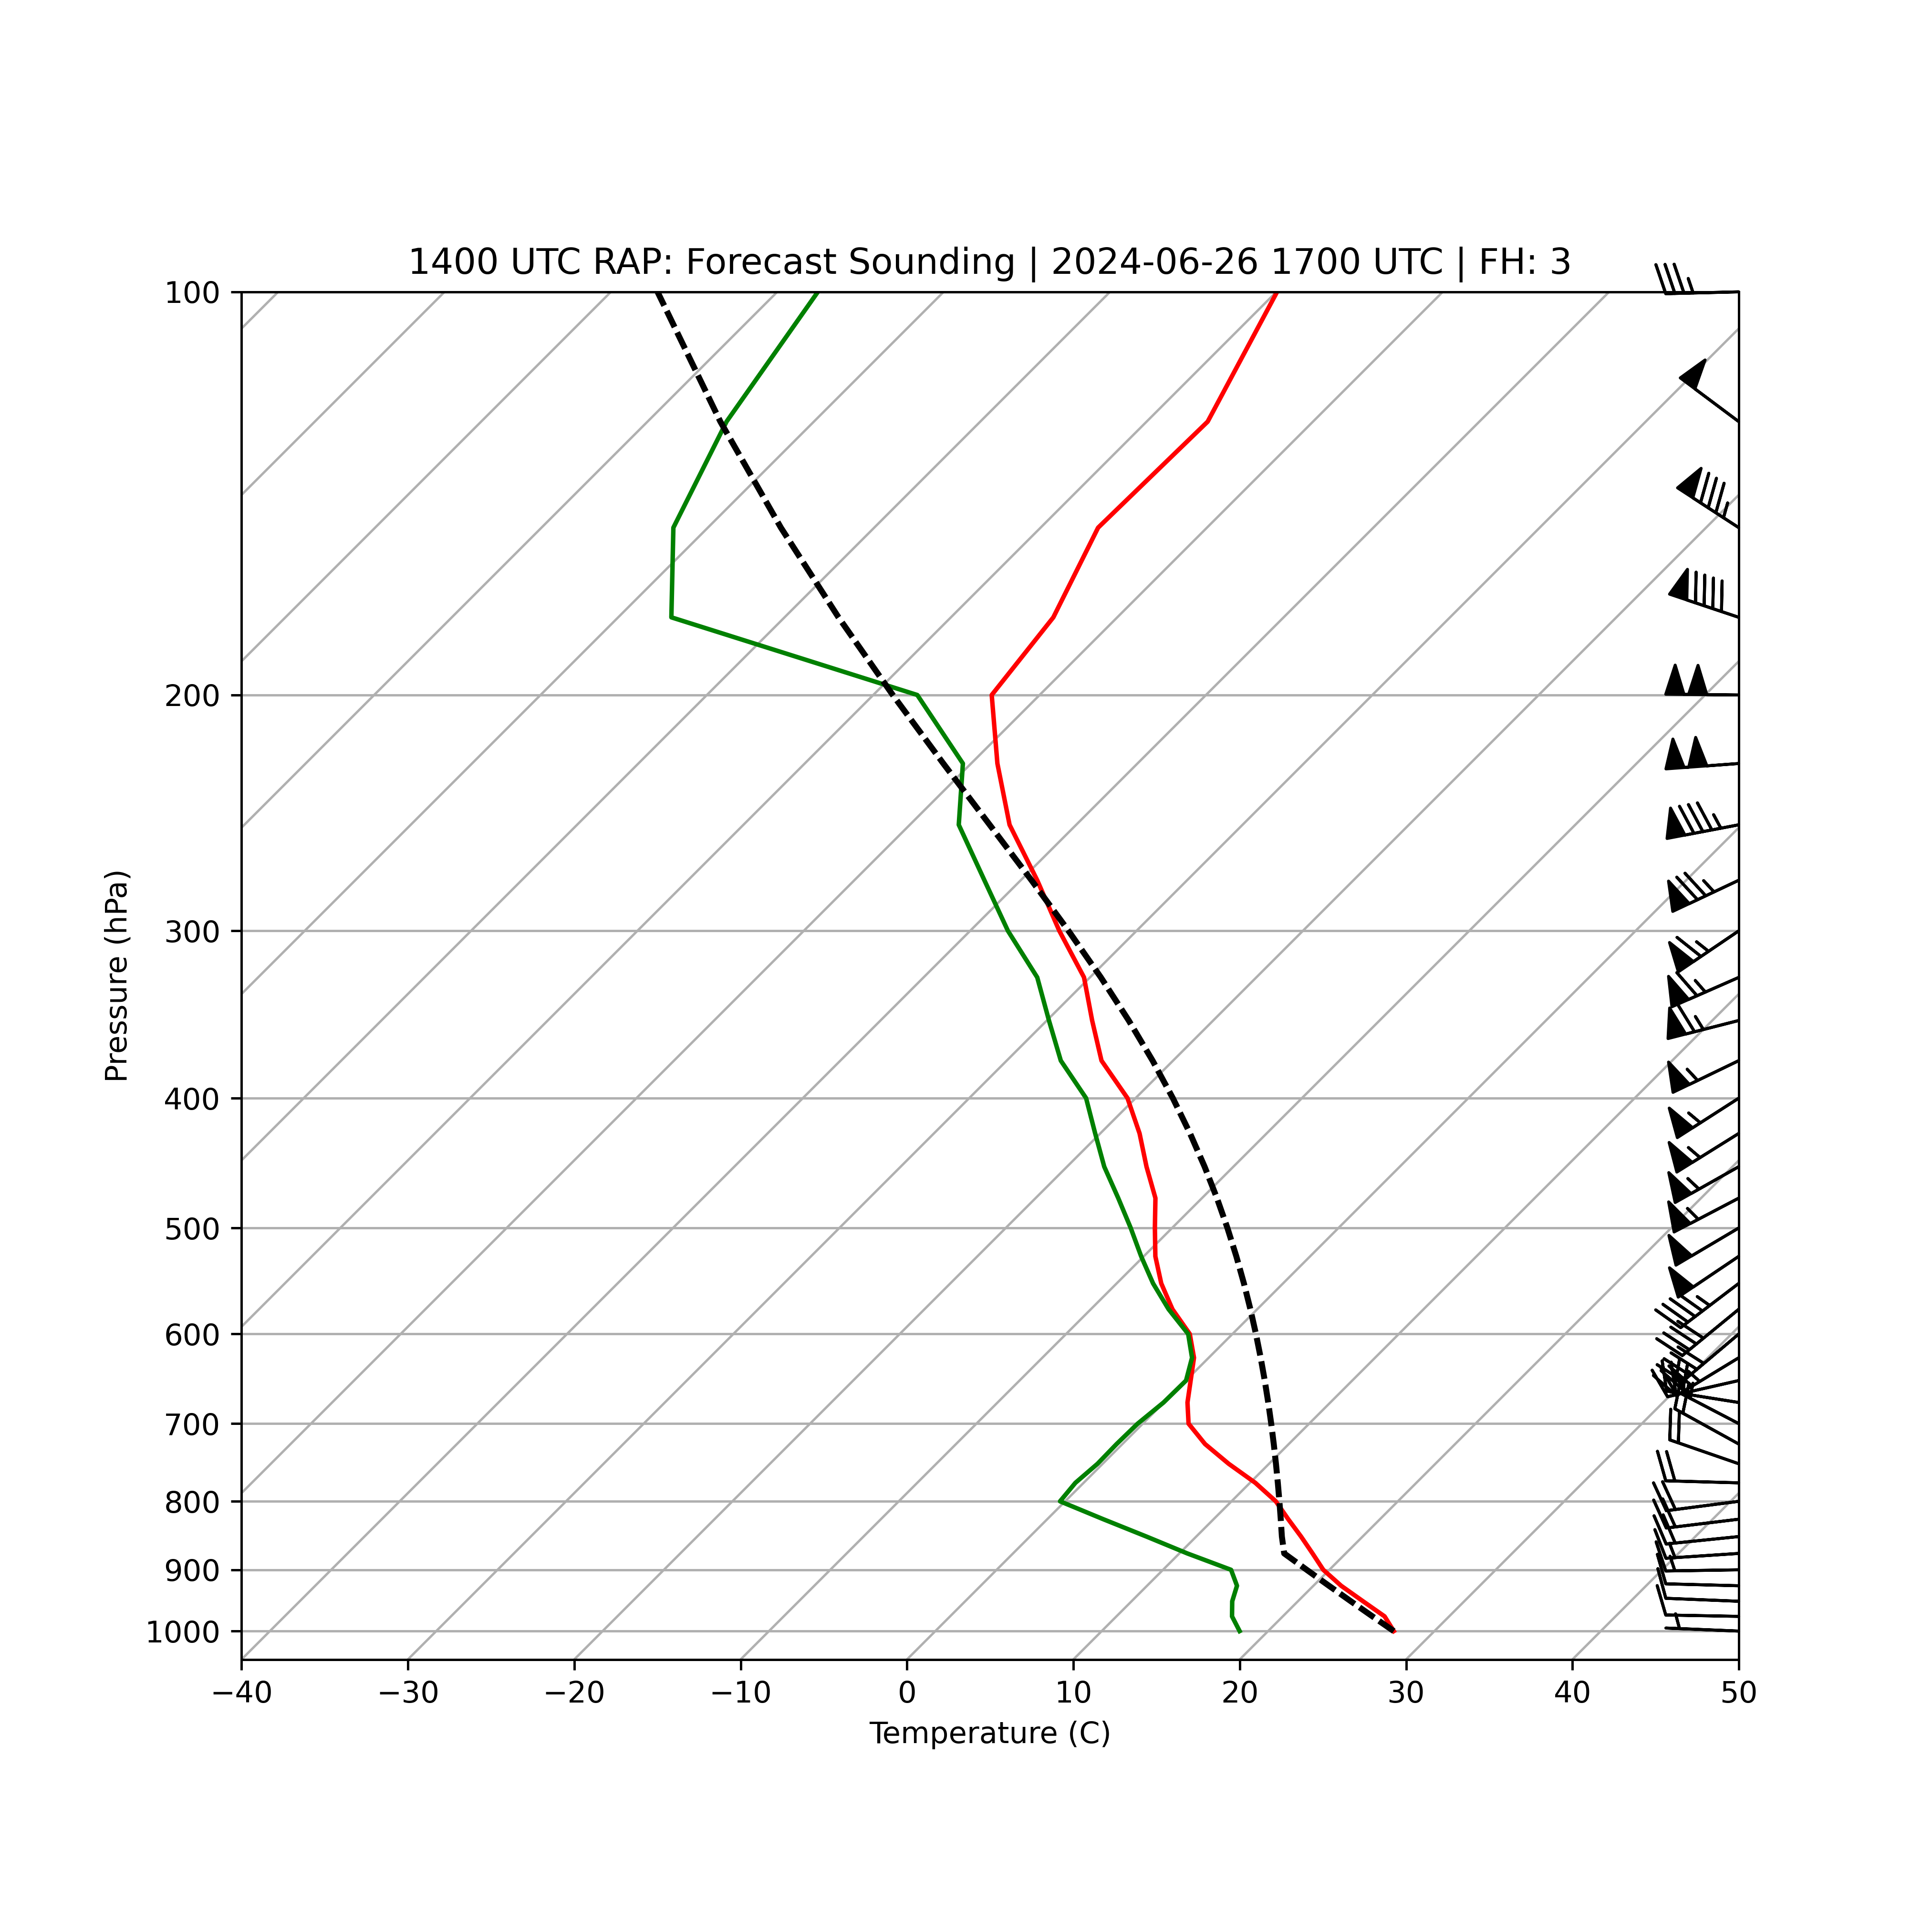 1400 UTC RAP: Forecast Sounding | 2024-06-26 1700 UTC | FH: 3
100
200
300
400
500
600
700
800
900
1000
Pressure (hPa)
−40 −30 −20 −10 0 10 20 30 40 50
Temperature (C)